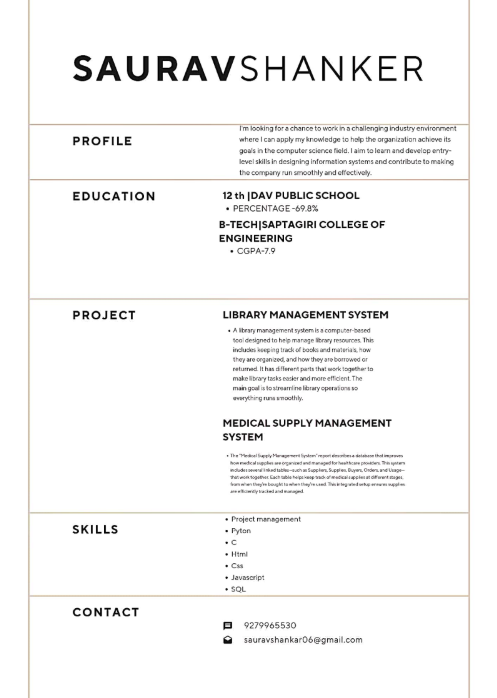 SAURAVSHANKER
PROFILE
I'm looking for a chance to work in a challenging industry environment
where I can apply my knowledge to help the organization achieve its
goals in the computer science field. I aim to learn and develop entry-
level skills in designing information systems and contribute to making
the company run smoothly and effectively.
EDUCATION
12 th |DAV PUBLIC SCHOOL
• PERCENTAGE -69.8%
B-TECH|SAPTAGIRI COLLEGE OF
ENGINEERING
• CGPA-7.9
PROJECT
LIBRARY MANAGEMENT SYSTEM
• A library management system is a computer-based
tool designed to help manage library resources. This
includes keeping track of books and materials, how
they are organized, and how they are borrowed or
returned. It has different parts that work together to
make library tasks easier and more efficient. The
main goal is to streamline library operations so
everything runs smoothly.
MEDICAL SUPPLY MANAGEMENT
SYSTEM
• The "Medical Supply Management System" report describes a database that improves
how medical supplies are organized and managed for healthcare providers. This system
includes several linked tables—such as Suppliers, Supplies, Buyers, Orders, and Usage—
that work together. Each table helps keep track of medical supplies at different stages,
from when they're bought to when they're used. This integrated setup ensures supplies
are efficiently tracked and managed.
SKILLS
• Project management
• Pyton
• C
• Html
• Css
• Javascript
• SQL
CONTACT
9279965530
sauravshankar06@gmail.com